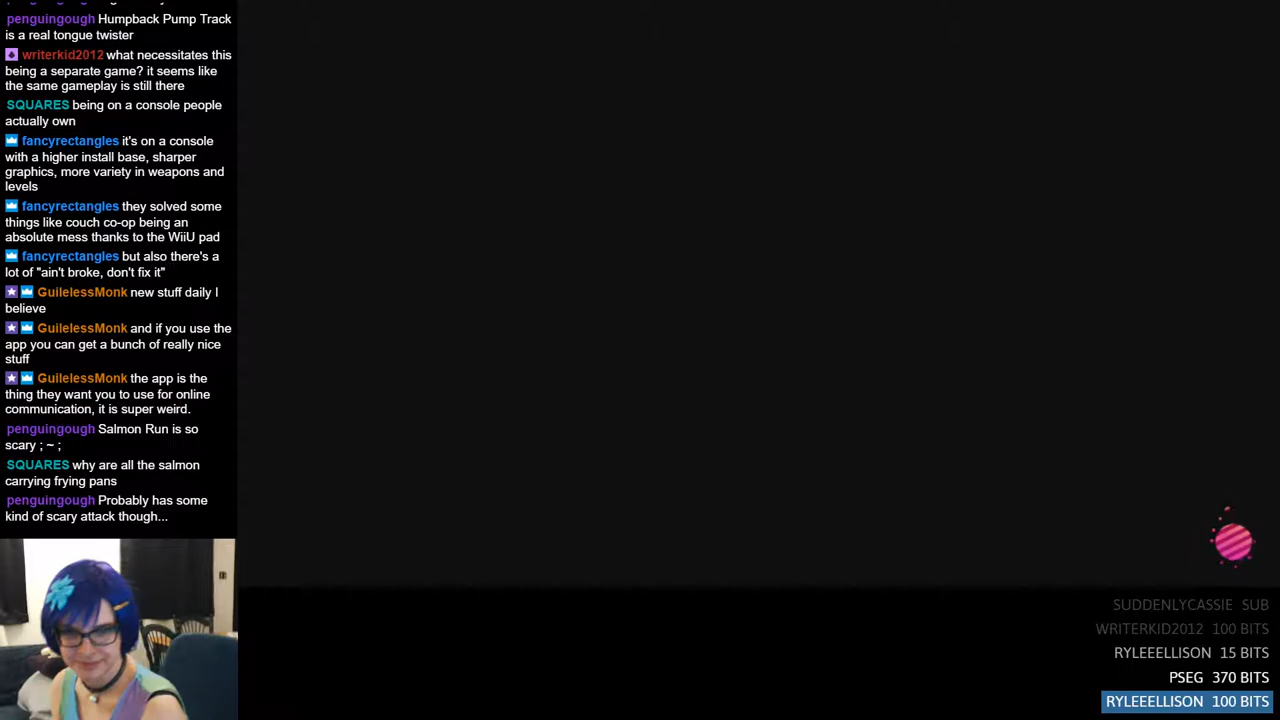 penguingough Humpback Pump Track
is a real tongue twister
writerkid2012 what necessitates this
being a separate game? it seems like
the same gameplay is still there
SQUARES being on a console people
actually own
fancyrectangles it's on a console
with a higher install base, sharper
graphics, more variety in weapons and
levels
fancyrectangles they solved some
things like couch co-op being an
absolute mess thanks to the WiiU pad
fancyrectangles but also there's a
lot of "ain't broke, don't fix it"
GuilelessMonk new stuff daily I
believe
GuilelessMonk and if you use the
app you can get a bunch of really nice
stuff
GuilelessMonk the app is the
thing they want you to use for online
communication, it is super weird.
penguingough Salmon Run is so
scary ; ~ ;
SQUARES why are all the salmon
carrying frying pans
penguingough Probably has some
kind of scary attack though...
SUDDENLYCASSIE SUB
WRITERKID2012 100 BITS
RYLEEELLISON 15 BITS
PSEG 370 BITS
RYLEEELLISON 100 BITS